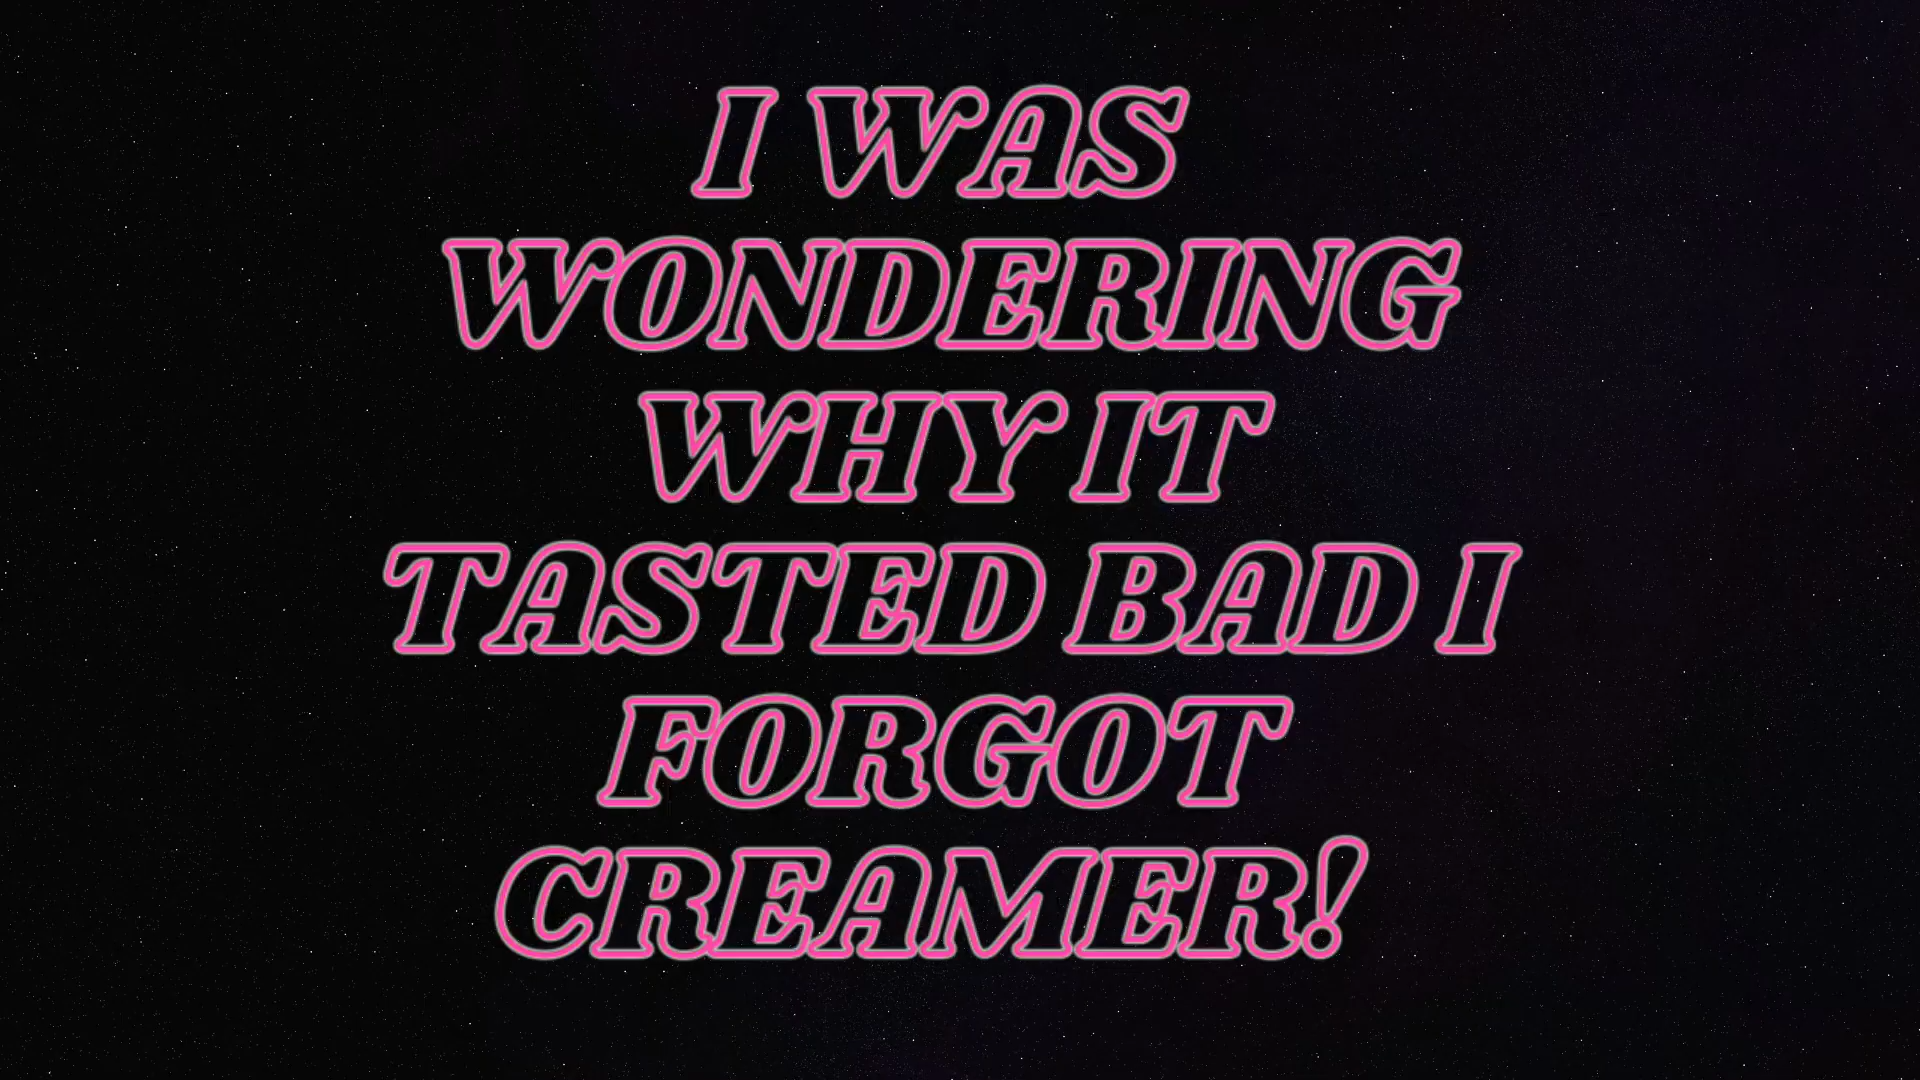 I WAS
WONDERING
WHY IT
TASTED BAD I
FORGOT
CREAMER!